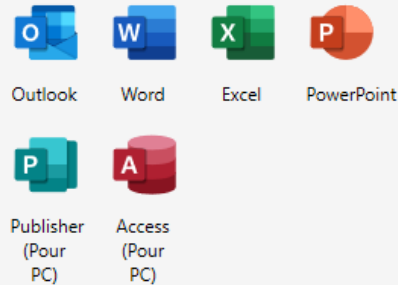 O W X P
Outlook Word Excel PowerPoint
P A
Publisher Access
(Pour (Pour
PC) PC)